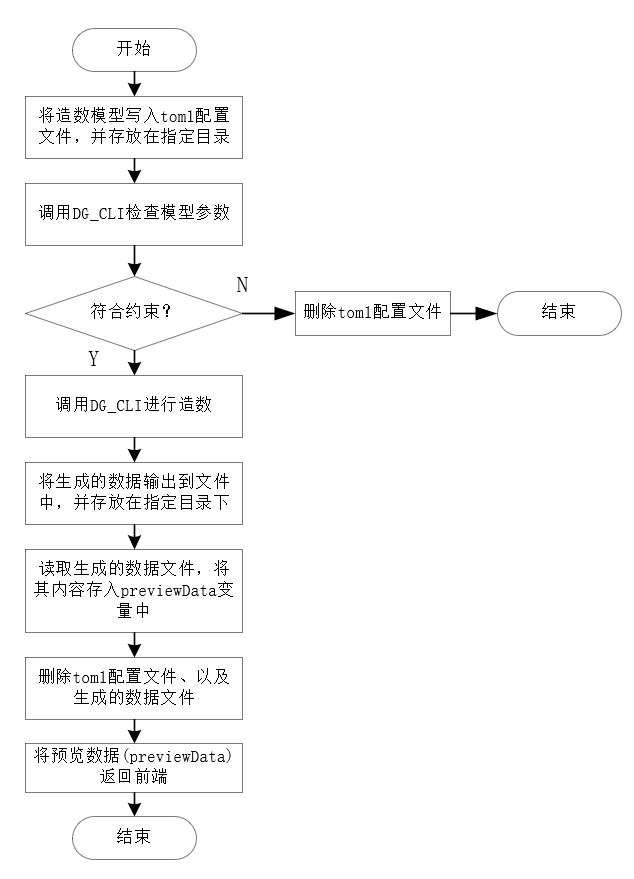 开始
将造数模型写入toml配置
文件，并存放在指定目录
调用DG_CLI检查模型参数
符合约束？
N
删除toml配置文件
结束
Y
调用DG_CLI进行造数
将生成的数据输出到文件
中，并存放在指定目录下
读取生成的数据文件，将
其内容存入previewData变
量中
删除toml配置文件、以及
生成的数据文件
将预览数据(previewData)
返回前端
结束